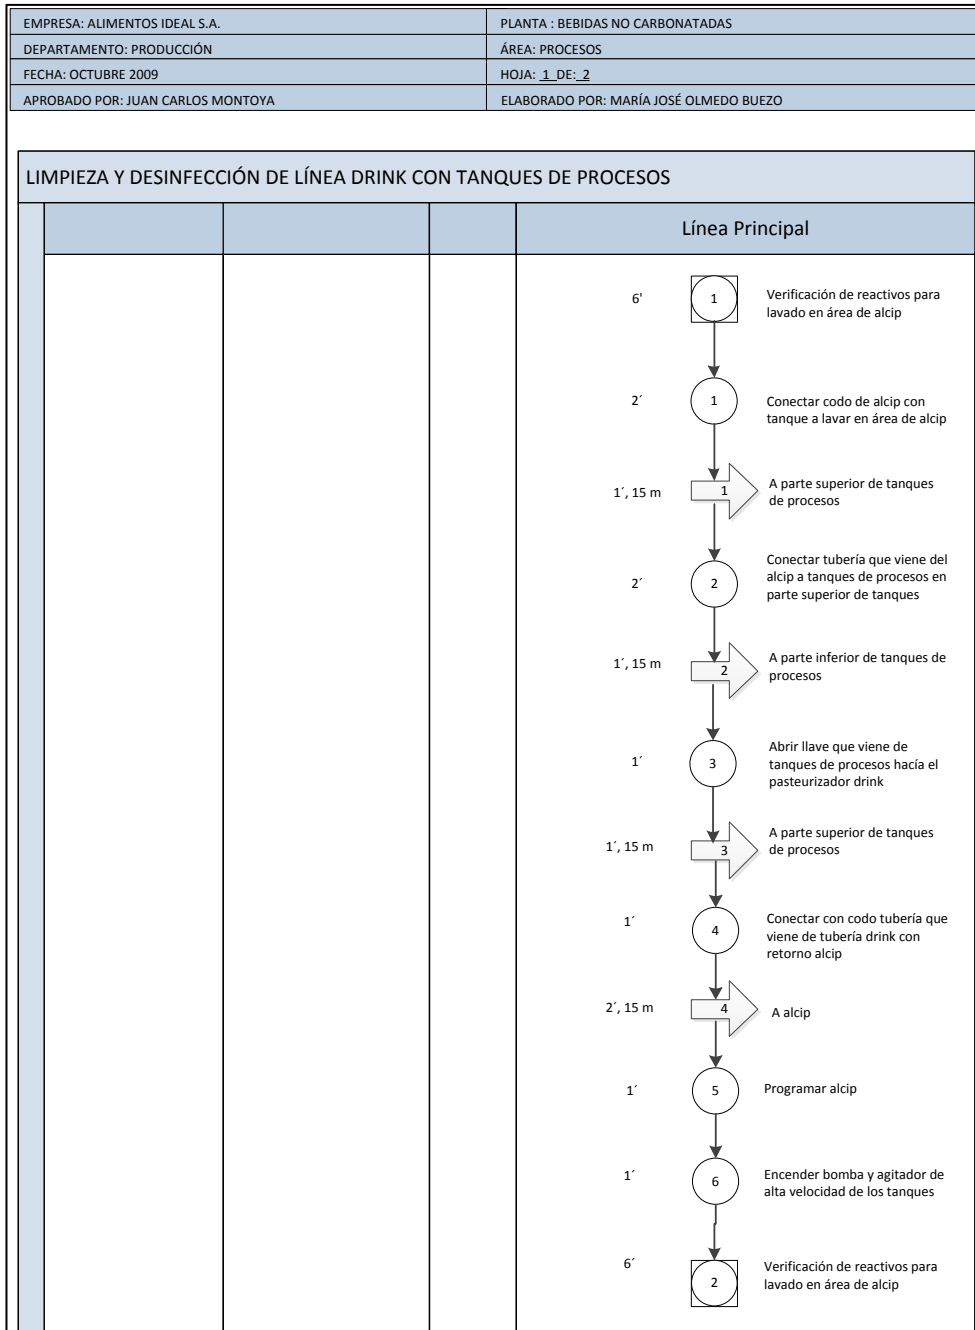 EMPRESA: ALIMENTOS IDEAL S.A.
PLANTA : BEBIDAS NO CARBONATADAS
DEPARTAMENTO: PRODUCCIÓN
ÁREA: PROCESOS
FECHA: OCTUBRE 2009
HOJA: 1 DE: 2
APROBADO POR: JUAN CARLOS MONTOYA
ELABORADO POR: MARÍA JOSÉ OLMEDO BUEZO
LIMPIEZA Y DESINFECCIÓN DE LÍNEA DRINK CON TANQUES DE PROCESOS
Línea Principal
6'
1
Verificación de reactivos para
lavado en área de alcip
2´
1
Conectar codo de alcip con
tanque a lavar en área de alcip
1´, 15 m
1
A parte superior de tanques
de procesos
2´
2
Conectar tubería que viene del
alcip a tanques de procesos en
parte superior de tanques
1´, 15 m
2
A parte inferior de tanques de
procesos
1´
3
Abrir llave que viene de
tanques de procesos hacía el
pasteurizador drink
1´, 15 m
3
A parte superior de tanques
de procesos
1´
4
Conectar con codo tubería que
viene de tubería drink con
retorno alcip
2´, 15 m
4
A alcip
1´
5
Programar alcip
1´
6
Encender bomba y agitador de
alta velocidad de los tanques
6´
2
Verificación de reactivos para
lavado en área de alcip